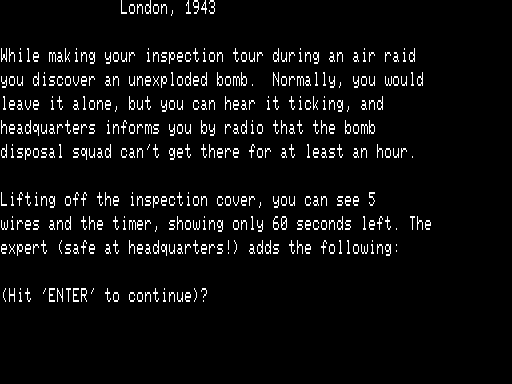 London, 1943
While making your inspection tour during an air raid
you discover an unexploded bomb.  Normally, you would
leave it alone, but you can hear it ticking, and
headquarters informs you by radio that the bomb
disposal squad can't get there for at least an hour.
Lifting off the inspection cover, you can see 5
wires and the timer, showing only 60 seconds left. The
expert (safe at headquarters!) adds the following:
(Hit 'ENTER' to continue)?